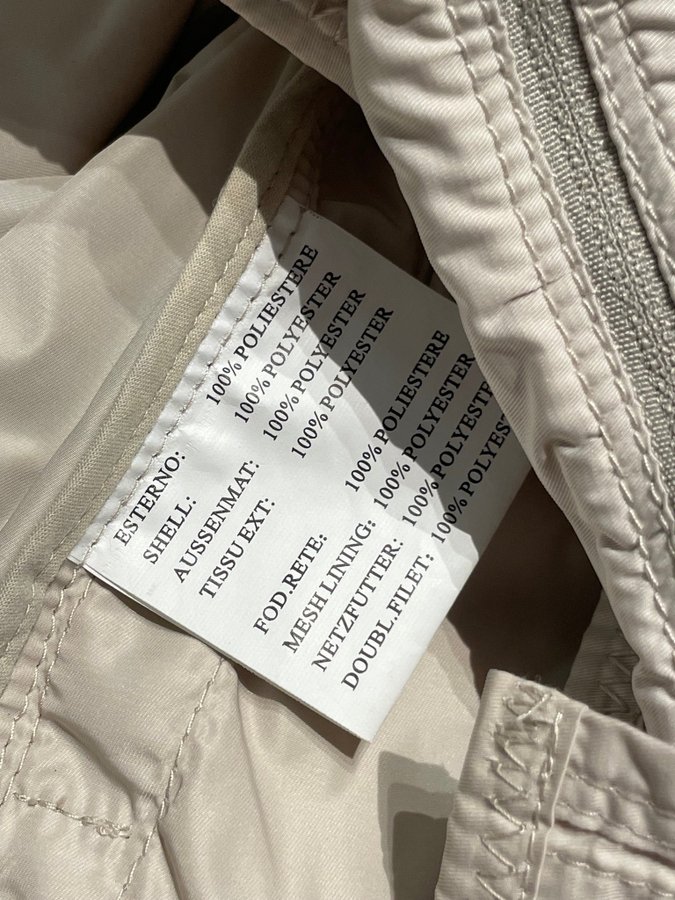 ESTERNO: 100% POLIESTERE
SHELL: 100% POLYESTER
AUSSENMAT: 100% POLYESTER
TISSU EXT: 100% POLYESTER
FOD.RETE: 100% POLIESTERE
MESH LINING: 100% POLYESTER
NETZFUTTER: 100% POLYESTE
DOUBL.FILET: 100% POLYES